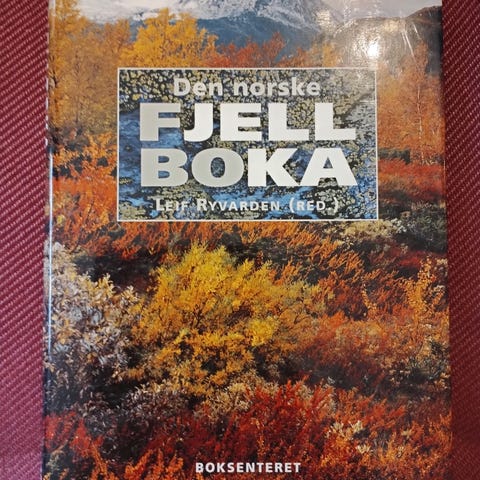 Den norske
FJELL
BOKA
LEIF RYVARDEN (RED.)
BOKSENTERET